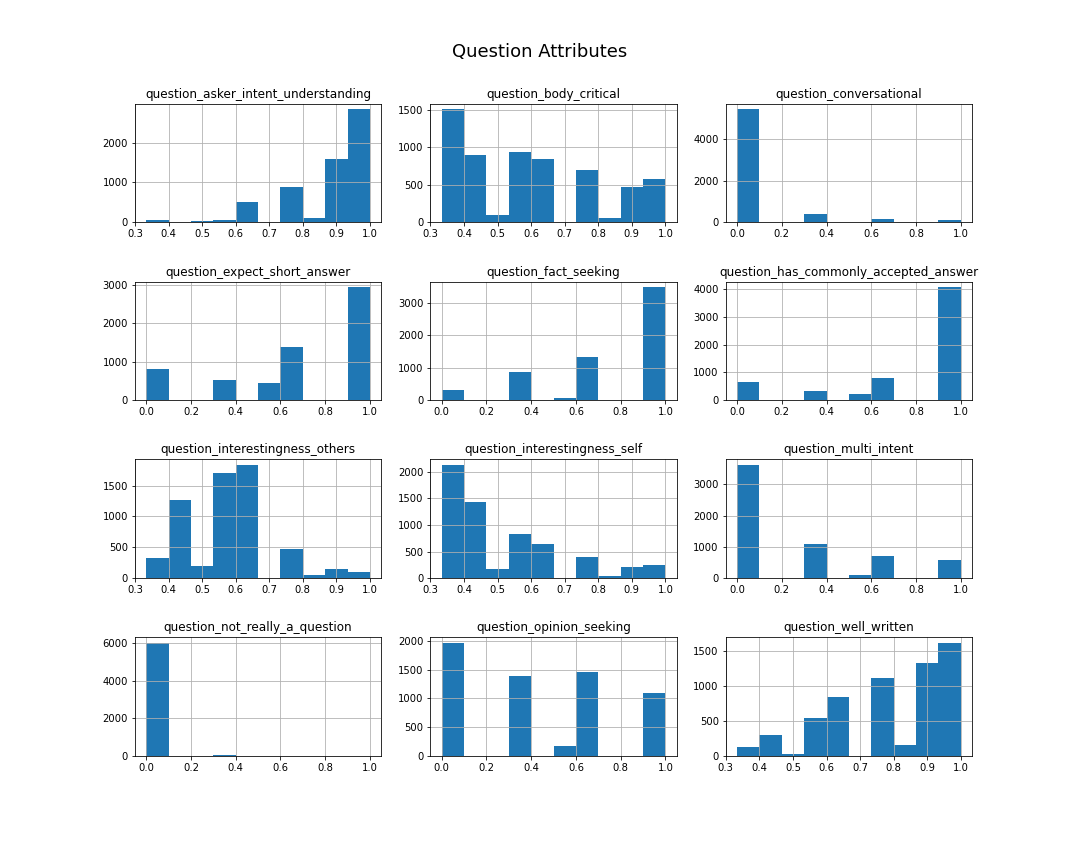 Question Attributes
question_asker_intent_understanding
2000
1000
0
0.3 0.4 0.5 0.6 0.7 0.8 0.9 1.0
question_body_critical
1500
1000
500
0
0.3 0.4 0.5 0.6 0.7 0.8 0.9 1.0
question_conversational
4000
2000
0
0.0 0.2 0.4 0.6 0.8 1.0
question_expect_short_answer
3000
2000
1000
0
0.0 0.2 0.4 0.6 0.8 1.0
question_fact_seeking
3000
2000
1000
0
0.0 0.2 0.4 0.6 0.8 1.0
question_has_commonly_accepted_answer
4000
3000
2000
1000
0
0.0 0.2 0.4 0.6 0.8 1.0
question_interestingness_others
1500
1000
500
0
0.3 0.4 0.5 0.6 0.7 0.8 0.9 1.0
question_interestingness_self
2000
1500
1000
500
0
0.3 0.4 0.5 0.6 0.7 0.8 0.9 1.0
question_multi_intent
3000
2000
1000
0
0.0 0.2 0.4 0.6 0.8 1.0
question_not_really_a_question
6000
4000
2000
0
0.0 0.2 0.4 0.6 0.8 1.0
question_opinion_seeking
2000
1500
1000
500
0
0.0 0.2 0.4 0.6 0.8 1.0
question_well_written
1500
1000
500
0
0.3 0.4 0.5 0.6 0.7 0.8 0.9 1.0